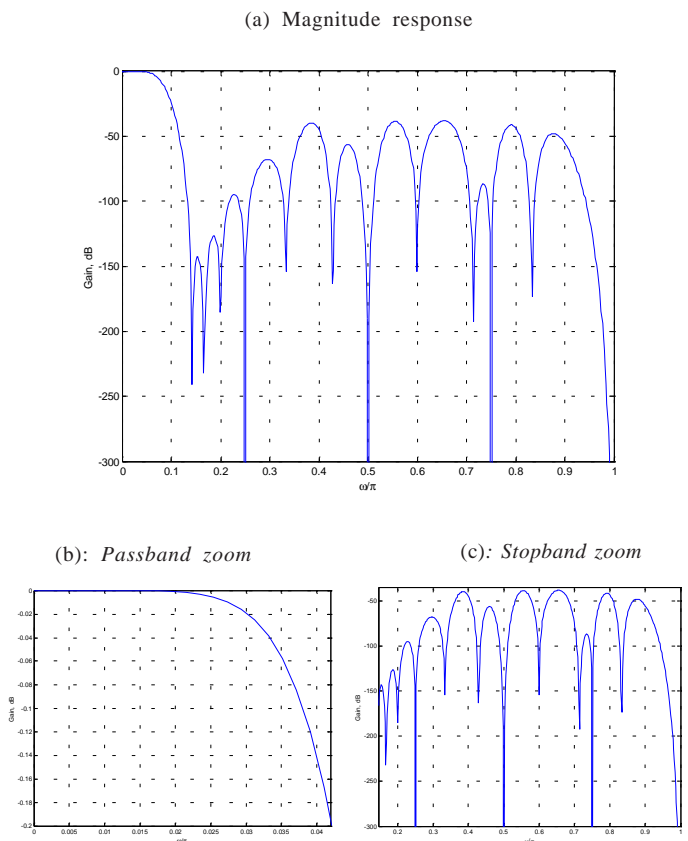 (a) Magnitude response
0
-50
-100
-150
-200
-250
-300
Gain, dB
0 0.1 0.2 0.3 0.4 0.5 0.6 0.7 0.8 0.9 1
ω/π
(b): Passband zoom
(c): Stopband zoom
0
-0.02
-0.04
-0.06
-0.08
-0.1
-0.12
-0.14
-0.16
-0.18
-0.2
Gain, dB
0 0.005 0.01 0.015 0.02 0.025 0.03 0.035 0.04
ω/π
-50
-100
-150
-200
-250
-300
Gain, dB
0.2 0.3 0.4 0.5 0.6 0.7 0.8 0.9 1